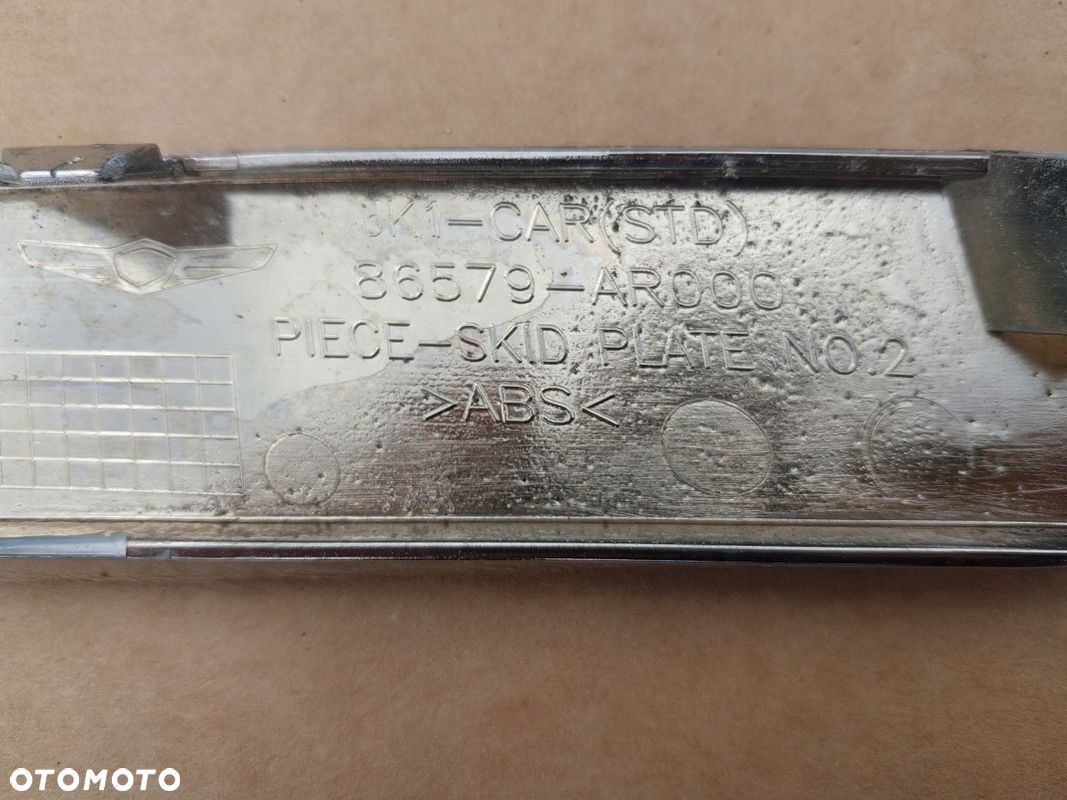 JK1-CAR(STD)
86579-AR000
PIECE-SKID PLATE NO.2
>ABS<
OTOMOTO